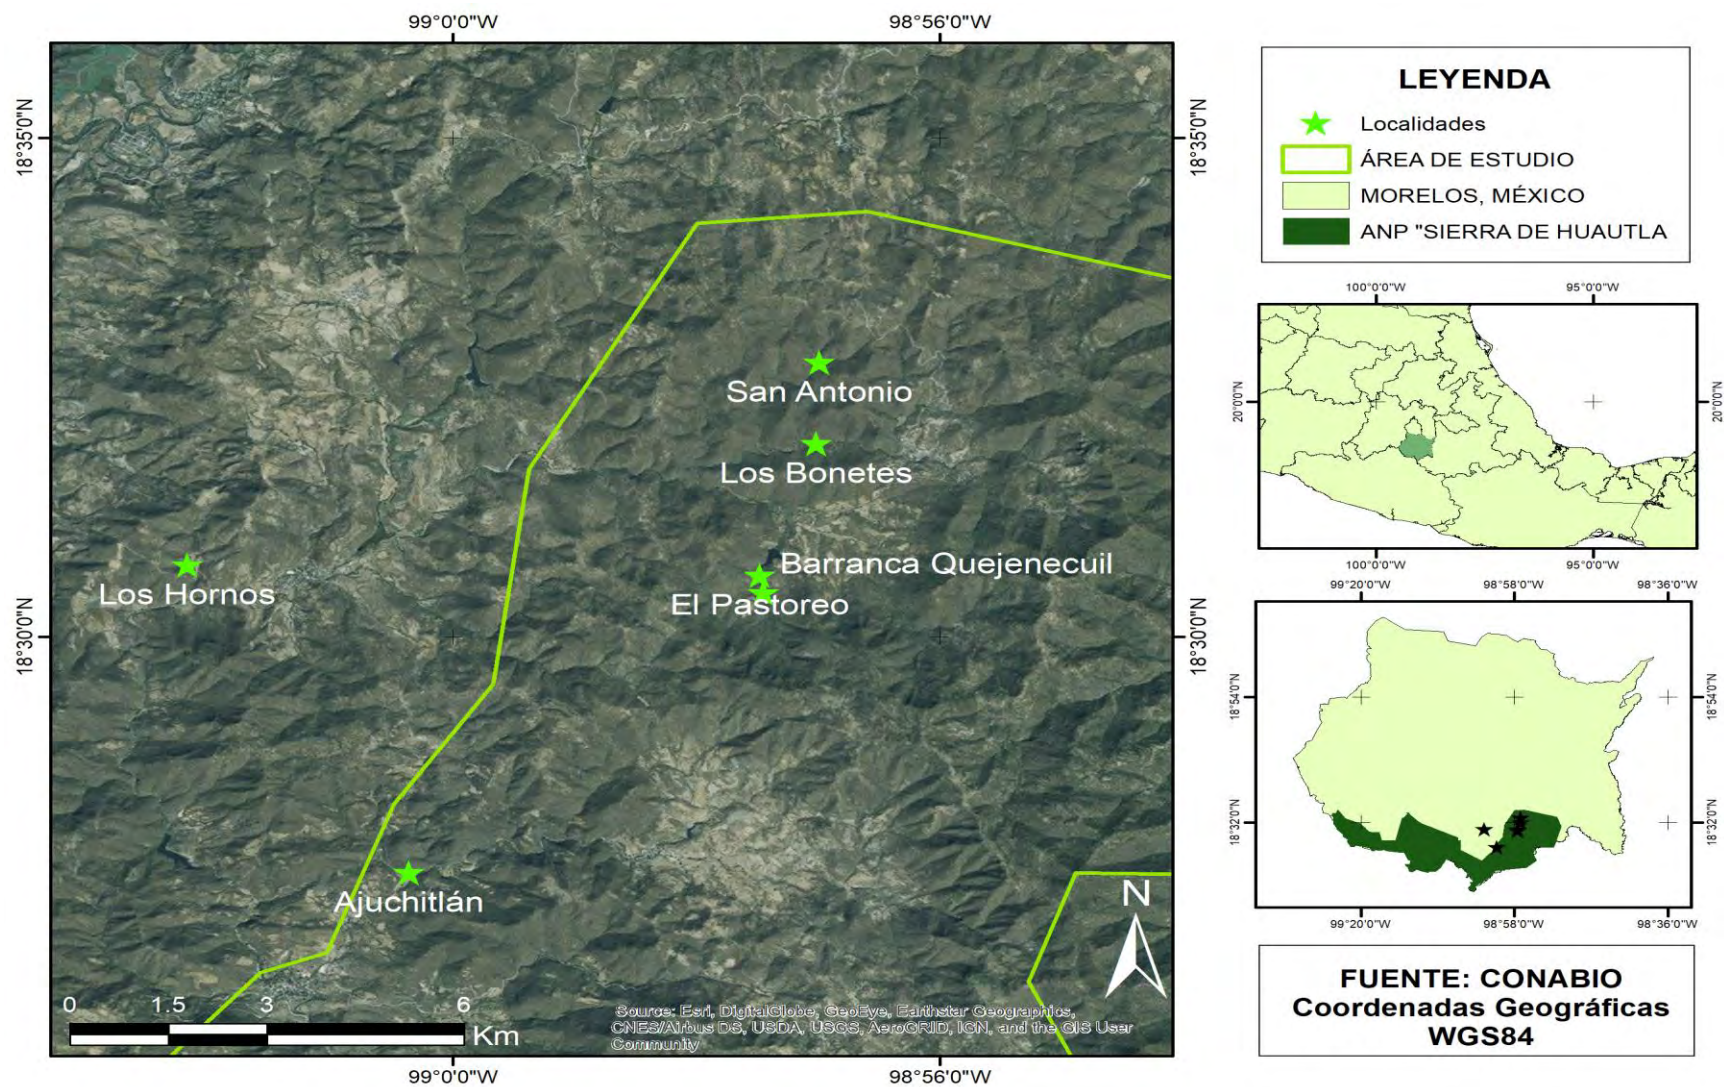 99°0'0"W
98°56'0"W
18°35'0"N
18°35'0"N
San Antonio
Los Bonetes
Barranca Quejenecuil
El Pastoreo
Los Hornos
18°30'0"N
18°30'0"N
Ajuchitlán
N
0 1.5 3 6
Km
Source: Esri, DigitalGlobe, GeoEye, Earthstar Geographics,
CNES/Airbus DS, USDA, USGS, AeroGRID, IGN, and the GIS User
Community
99°0'0"W
98°56'0"W
LEYENDA
Localidades
ÁREA DE ESTUDIO
MORELOS, MÉXICO
ANP "SIERRA DE HUAUTLA
100°0'0"W
95°0'0"W
20°0'0"N
20°0'0"N
100°0'0"W
95°0'0"W
99°20'0"W
98°58'0"W
98°36'0"W
18°54'0"N
18°54'0"N
18°32'0"N
18°32'0"N
99°20'0"W
98°58'0"W
98°36'0"W
FUENTE: CONABIO
Coordenadas Geográficas
WGS84